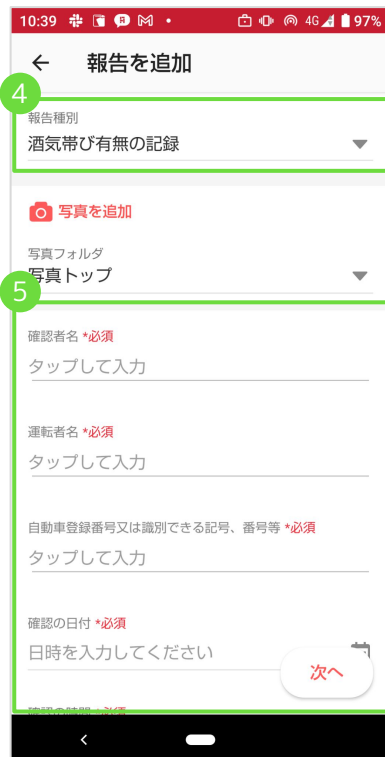 10:39
4G
97%
報告を追加
4
報告種別
酒気帯び有無の記録
写真を追加
写真フォルダ
写真トップ
5
確認者名 *必須
タップして入力
運転者名 *必須
タップして入力
自動車登録番号又は識別できる記号、番号等 *必須
タップして入力
確認の日付 *必須
日時を入力してください
次へ